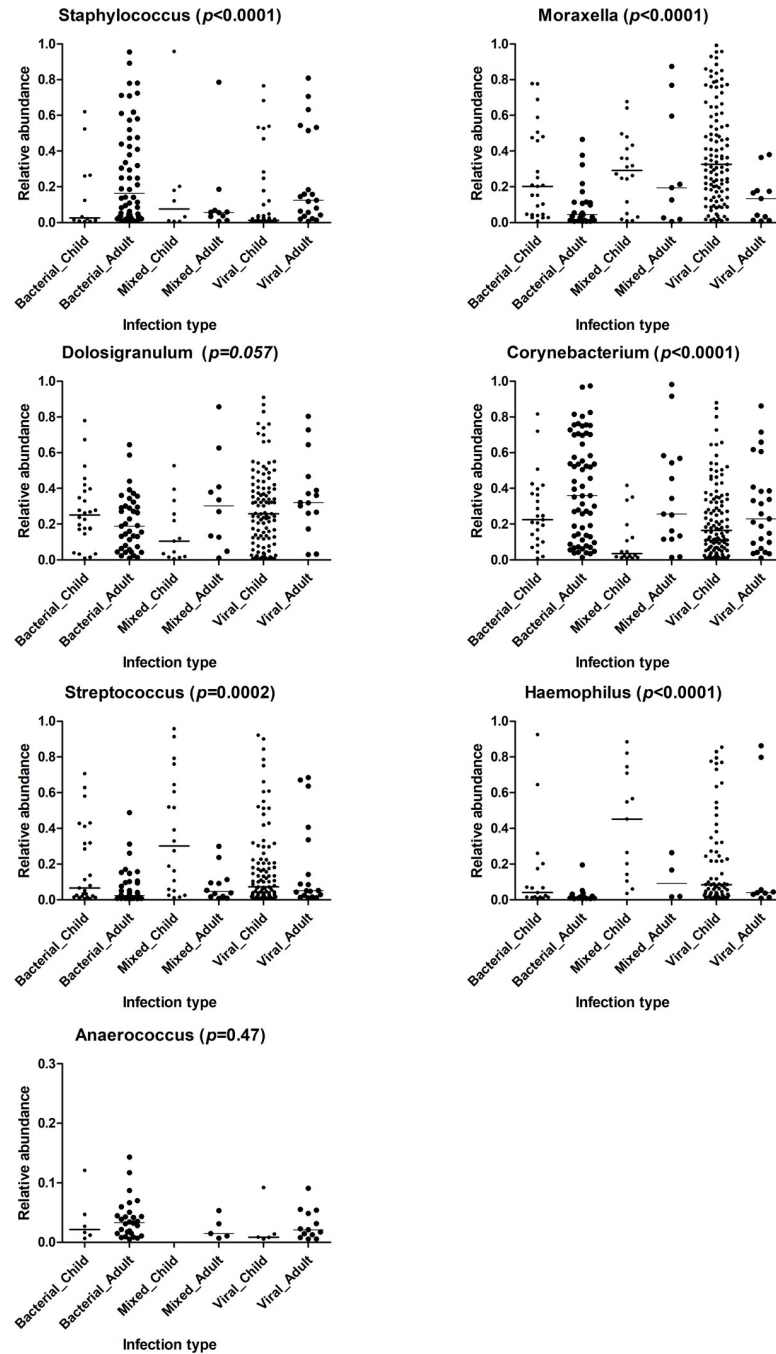 Staphylococcus (p<0.0001)
Relative abundance
1.0
0.8
0.6
0.4
0.2
0.0
Bacterial_Child
Bacterial_Adult
Mixed_Child
Mixed_Adult
Viral_Child
Viral_Adult
Infection type
Moraxella (p<0.0001)
Relative abundance
1.0
0.8
0.6
0.4
0.2
0.0
Bacterial_Child
Bacterial_Adult
Mixed_Child
Mixed_Adult
Viral_Child
Viral_Adult
Infection type
Dolosigranulum (p=0.057)
Relative abundance
1.0
0.8
0.6
0.4
0.2
0.0
Bacterial_Child
Bacterial_Adult
Mixed_Child
Mixed_Adult
Viral_Child
Viral_Adult
Infection type
Corynebacterium (p<0.0001)
Relative abundance
1.0
0.8
0.6
0.4
0.2
0.0
Bacterial_Child
Bacterial_Adult
Mixed_Child
Mixed_Adult
Viral_Child
Viral_Adult
Infection type
Streptococcus (p=0.0002)
Relative abundance
1.0
0.8
0.6
0.4
0.2
0.0
Bacterial_Child
Bacterial_Adult
Mixed_Child
Mixed_Adult
Viral_Child
Viral_Adult
Infection type
Haemophilus (p<0.0001)
Relative abundance
1.0
0.8
0.6
0.4
0.2
0.0
Bacterial_Child
Bacterial_Adult
Mixed_Child
Mixed_Adult
Viral_Child
Viral_Adult
Infection type
Anaerococcus (p=0.47)
Relative abundance
0.3
0.2
0.1
0.0
Bacterial_Child
Bacterial_Adult
Mixed_Child
Mixed_Adult
Viral_Child
Viral_Adult
Infection type